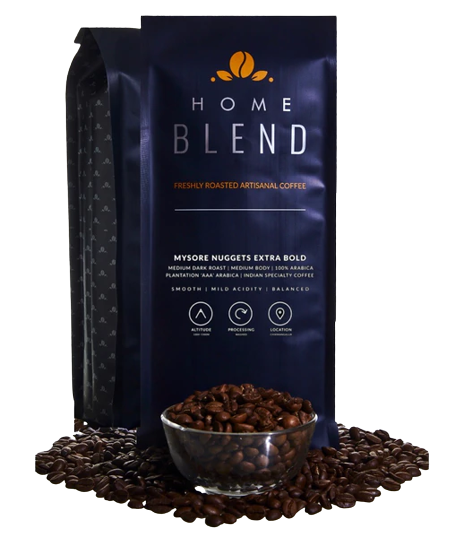 HOME
BLEND
FRESHLY ROASTED ARTISANAL COFFEE
MYSORE NUGGETS EXTRA BOLD
MEDIUM DARK ROAST | MEDIUM BODY | 100% ARABICA
PLANTATION 'AAA' ARABICA | INDIAN SPECIALTY COFFEE
SMOOTH | MILD ACIDITY | BALANCED
ALTITUDE PROCESSING LOCATION